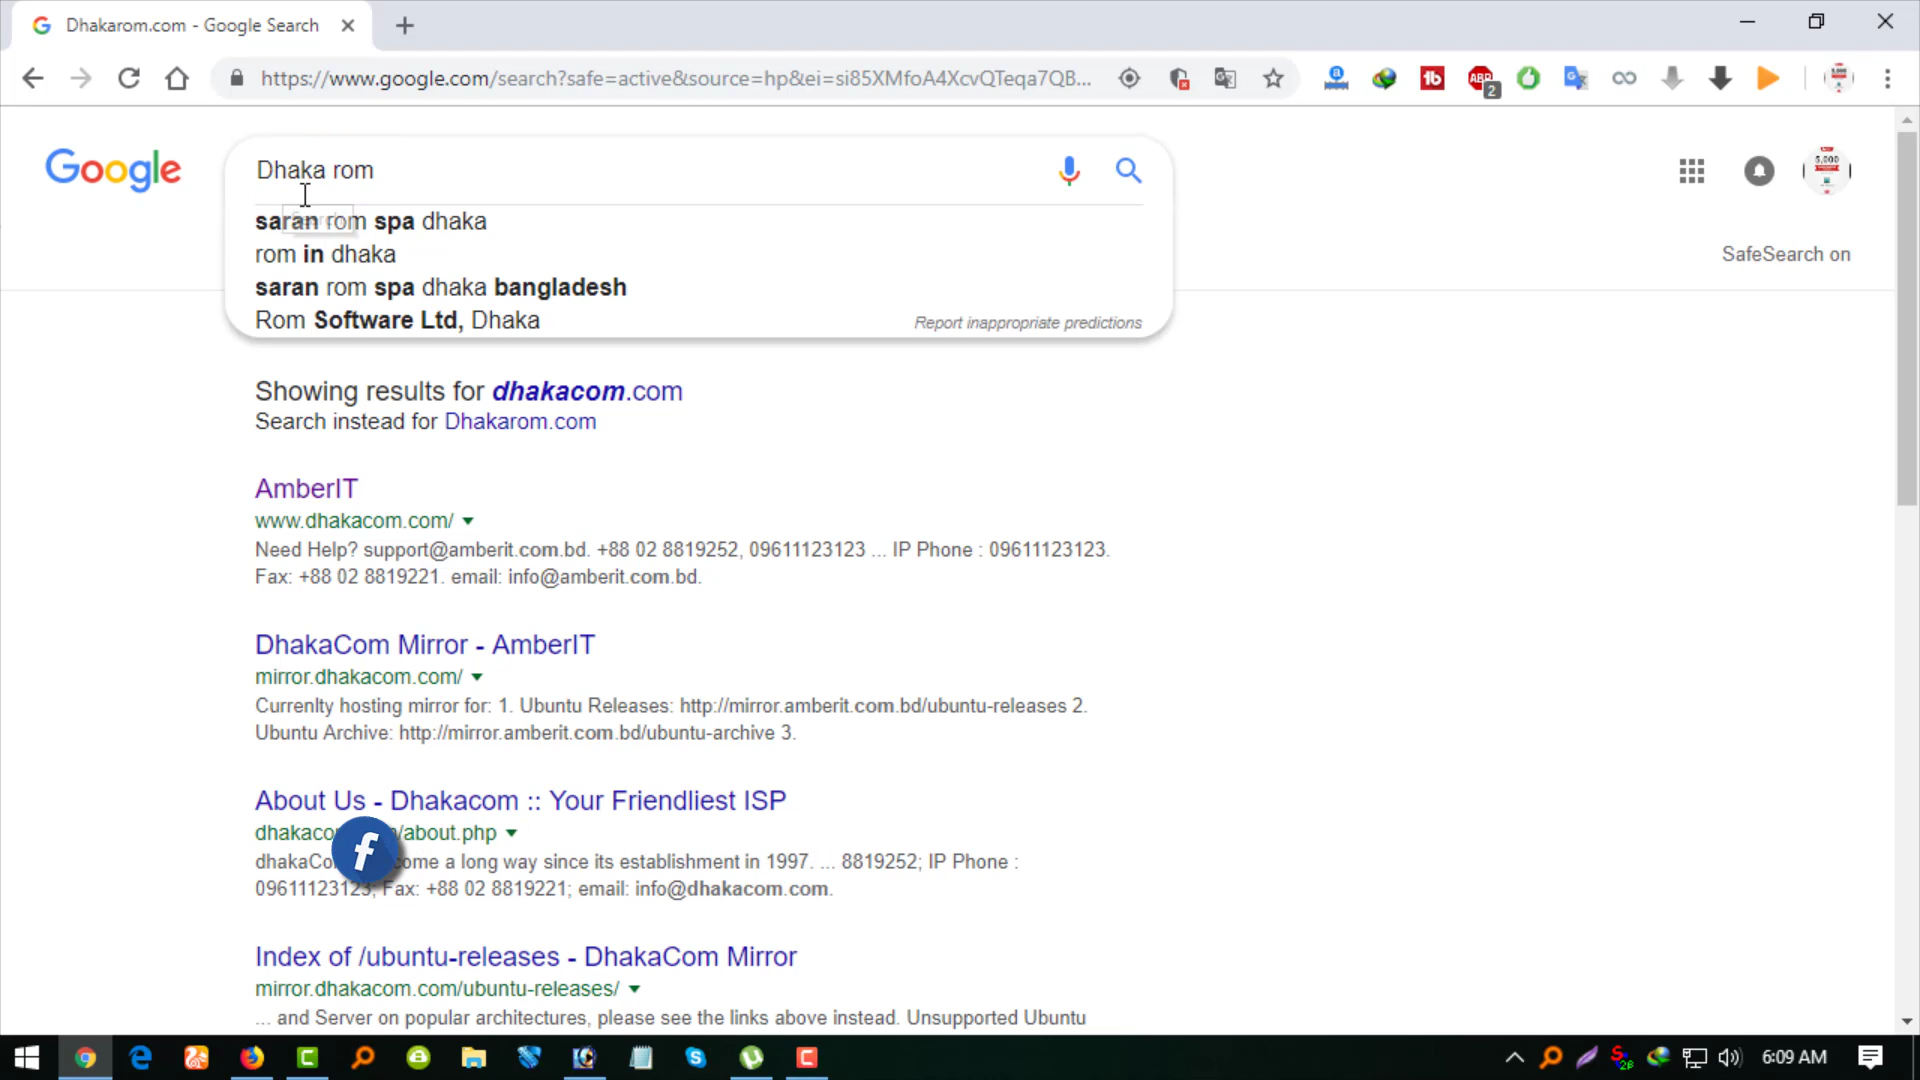 Dhakarom.com - Google Search
https://www.google.com/search?safe=active&source=hp&ei=si85XMfoA4XcvQTeqa7QB...
Google
Dhaka rom
saran rom spa dhaka
rom in dhaka
saran rom spa dhaka bangladesh
Rom Software Ltd, Dhaka
Report inappropriate predictions
SafeSearch on
Showing results for dhakacom.com
Search instead for Dhakarom.com
AmberIT
www.dhakacom.com/
Need Help? support@amberit.com.bd. +88 02 8819252, 09611123123 ... IP Phone : 09611123123.
Fax: +88 02 8819221. email: info@amberit.com.bd.
DhakaCom Mirror - AmberIT
mirror.dhakacom.com/
Currenlty hosting mirror for: 1. Ubuntu Releases: http://mirror.amberit.com.bd/ubuntu-releases 2.
Ubuntu Archive: http://mirror.amberit.com.bd/ubuntu-archive 3.
About Us - Dhakacom :: Your Friendliest ISP
/about.php
come a long way since its establishment in 1997. ... 8819252; IP Phone :
09611123123; Fax: +88 02 8819221; email: info@dhakacom.com.
Index of /ubuntu-releases - DhakaCom Mirror
mirror.dhakacom.com/ubuntu-releases/
... and Server on popular architectures, please see the links above instead. Unsupported Ubuntu
6:09 AM